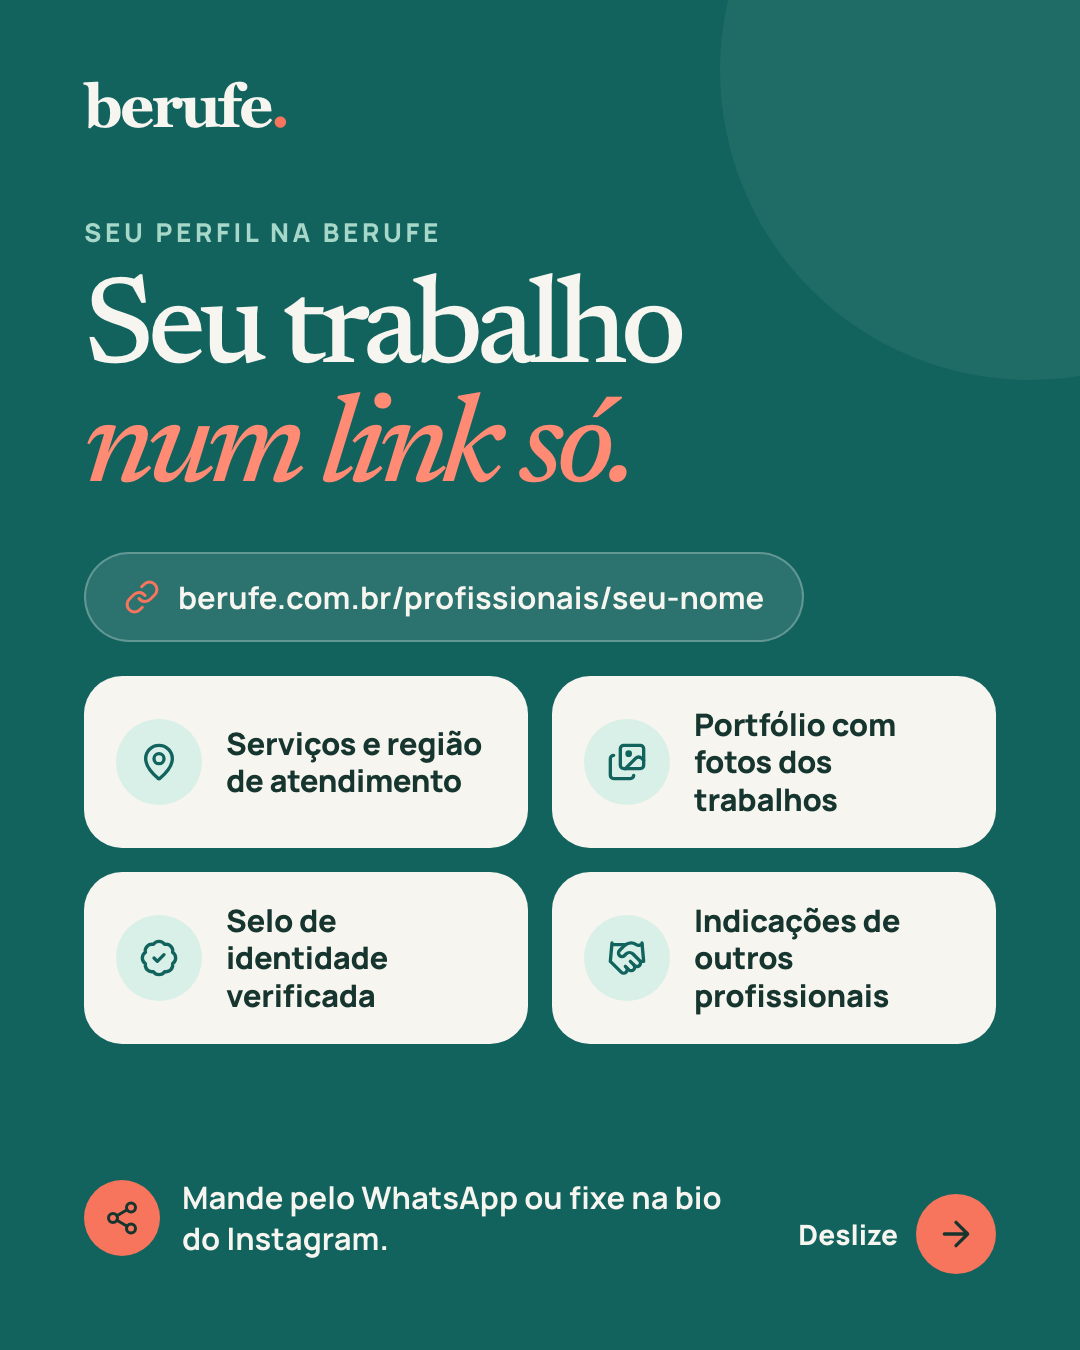 berufe.
SEU PERFIL NA BERUFE
Seu trabalho
num link só.
berufe.com.br/profissionais/seu-nome
Serviços e região
de atendimento
Portfólio com
fotos dos
trabalhos
Selo de
identidade
verificada
Indicações de
outros
profissionais
Mande pelo WhatsApp ou fixe na bio
do Instagram.
Deslize